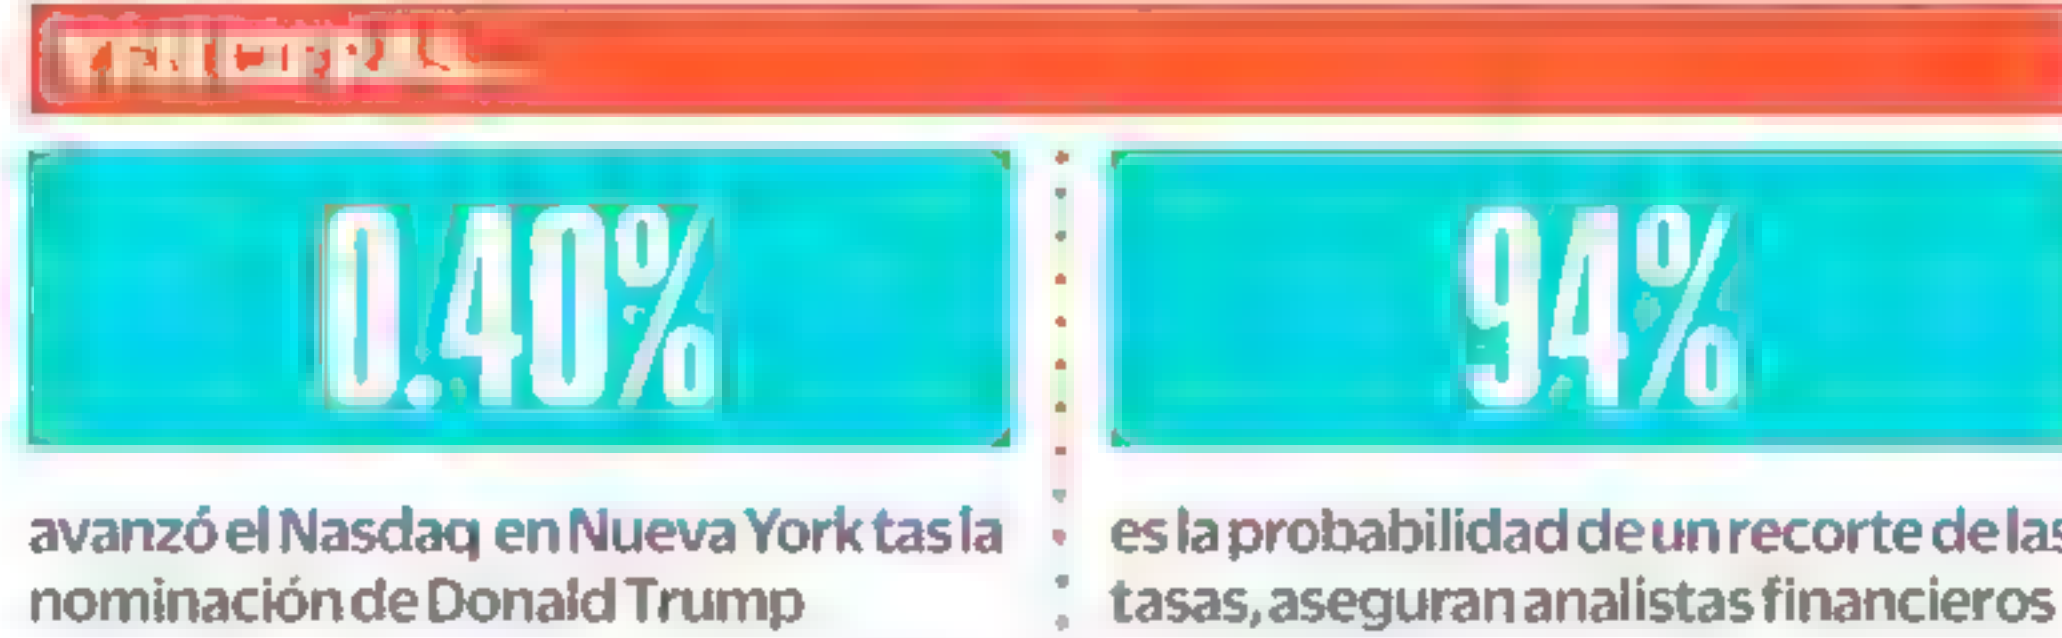 0.40%
avanzó el Nasdaq en Nueva York tas la
nominación de Donald Trump
94%
es la probabilidad de un recorte de las
tasas, aseguran analistas financieros